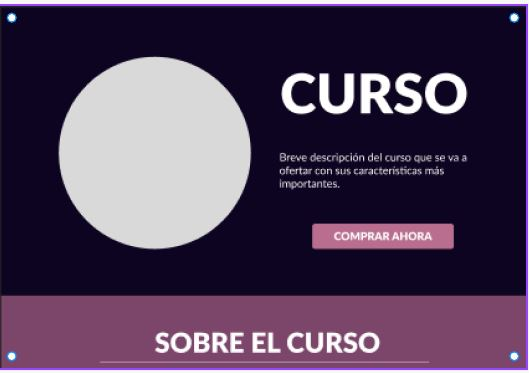 CURSO
Breve descripción del curso que se va a
ofertar con sus características más
importantes.
COMPRAR AHORA
SOBRE EL CURSO